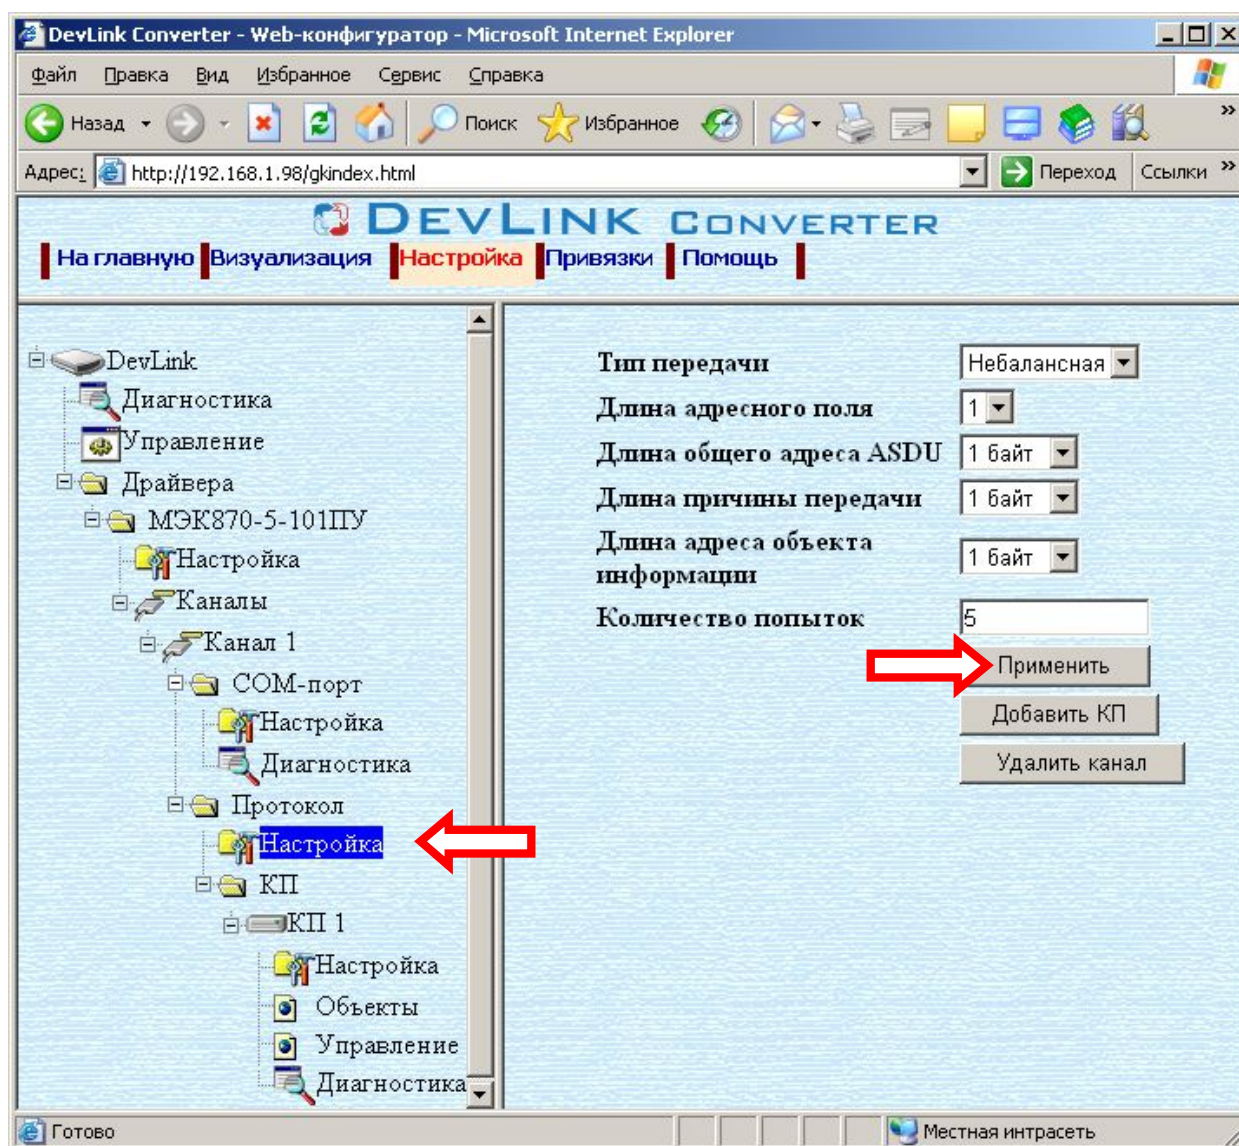 DevLink Converter - Web-конфигуратор - Microsoft Internet Explorer
Файл Правка Вид Избранное Сервис Справка
Назад Поиск Избранное »
Адрес: http://192.168.1.98/gkindex.html Переход Ссылки »
DEVLINK CONVERTER
На главную Визуализация Настройка Привязки Помощь
DevLink
Диагностика
Управление
Драйвера
МЭК870-5-101ПУ
Настройка
Каналы
Канал 1
COM-порт
Настройка
Диагностика
Протокол
Настройка
КП
КП 1
Настройка
Объекты
Управление
Диагностика
Тип передачи Небалансная
Длина адресного поля 1
Длина общего адреса ASDU 1 байт
Длина причины передачи 1 байт
Длина адреса объекта
информации 1 байт
Количество попыток 5
Применить
Добавить КП
Удалить канал
Готово Местная интрасеть